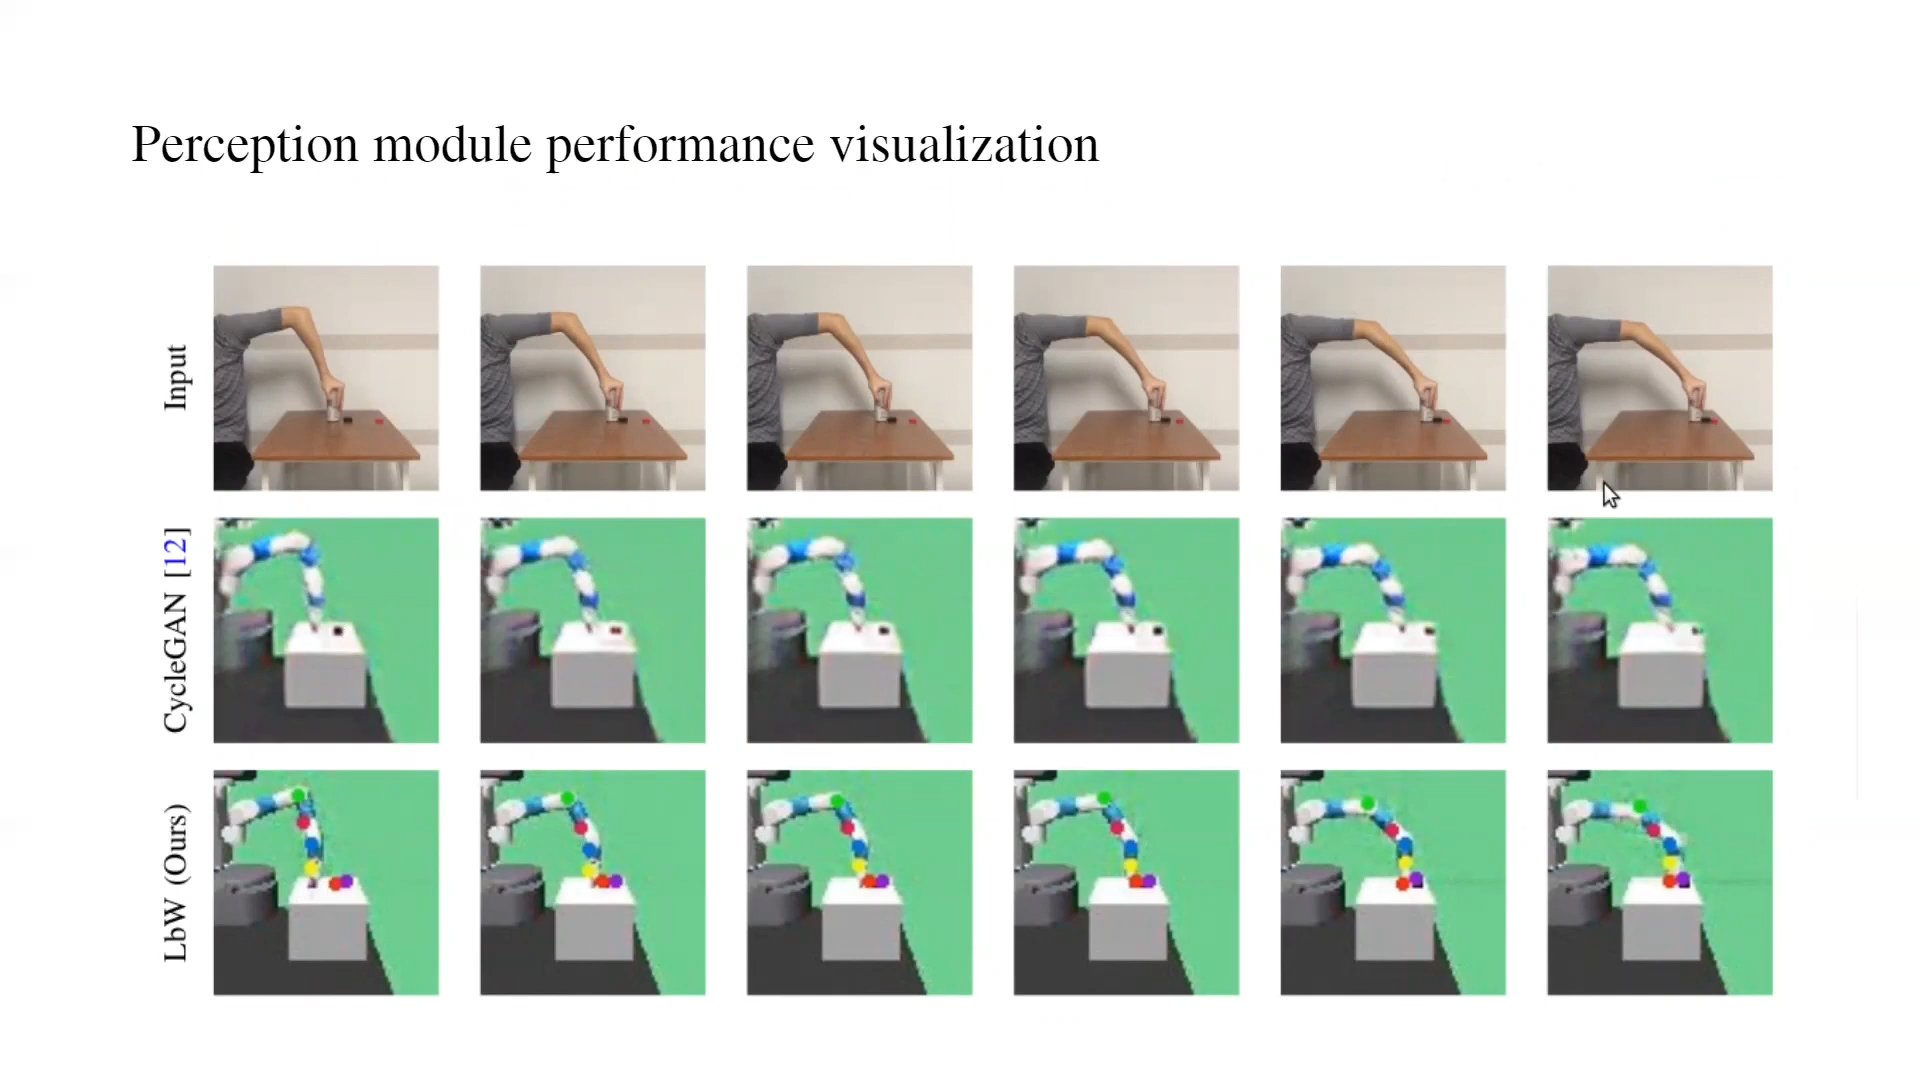 Perception module performance visualization
Input
CycleGAN [12]
LbW (Ours)